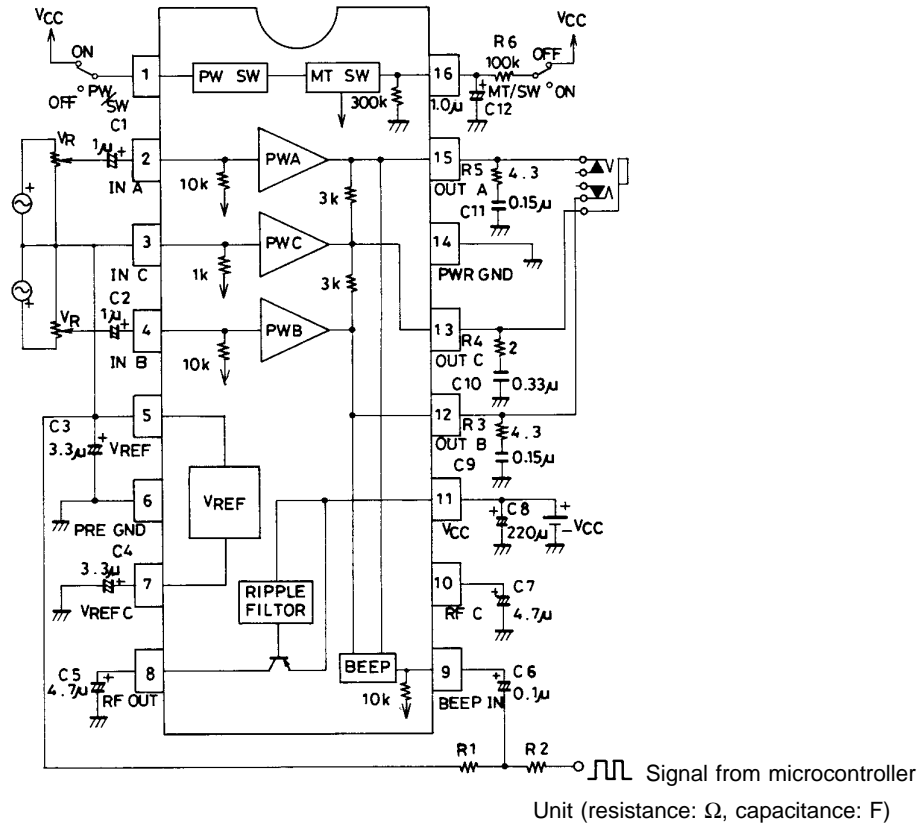 VCC
ON
OFF
PW/SW
1
PW SW
MT SW
300k
16
1.0μ
C12
R6
100k
MT/SW
OFF
ON
VCC
C1
1μ
VR
2
IN A
10k
PWA
3k
15
R5
OUT A
4.3
C11
0.15μ
3
IN C
1k
PWC
3k
14
PWR GND
C2
1μ
VR
4
IN B
10k
PWB
13
R4
OUT C
2
C10
0.33μ
C3
3.3μ
5
VREF
VREF
12
R3
OUT B
4.3
C9
0.15μ
6
PRE GND
11
VCC
C8
220μ
VCC
C4
3.3μ
7
VREF C
RIPPLE
FILTOR
10
RF C
C7
4.7μ
C5
4.7μ
8
RF OUT
BEEP
10k
9
BEEP IN
C6
0.1μ
R1
R2
Signal from microcontroller
Unit (resistance: Ω, capacitance: F)